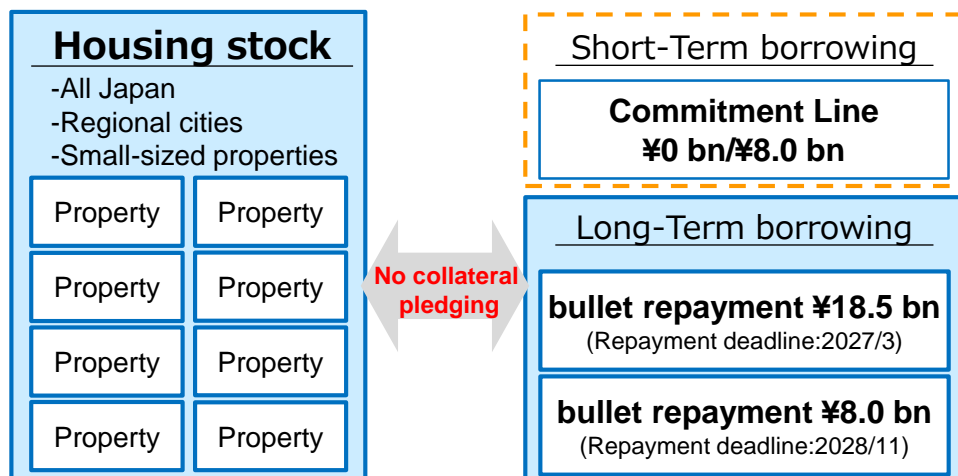 Housing stock
-All Japan
-Regional cities
-Small-sized properties
Property
Property
Property
Property
Property
Property
Property
Property
No collateral
pledging
Short-Term borrowing
Commitment Line
¥0 bn/¥8.0 bn
Long-Term borrowing
bullet repayment ¥18.5 bn
(Repayment deadline:2027/3)
bullet repayment ¥8.0 bn
(Repayment deadline:2028/11)